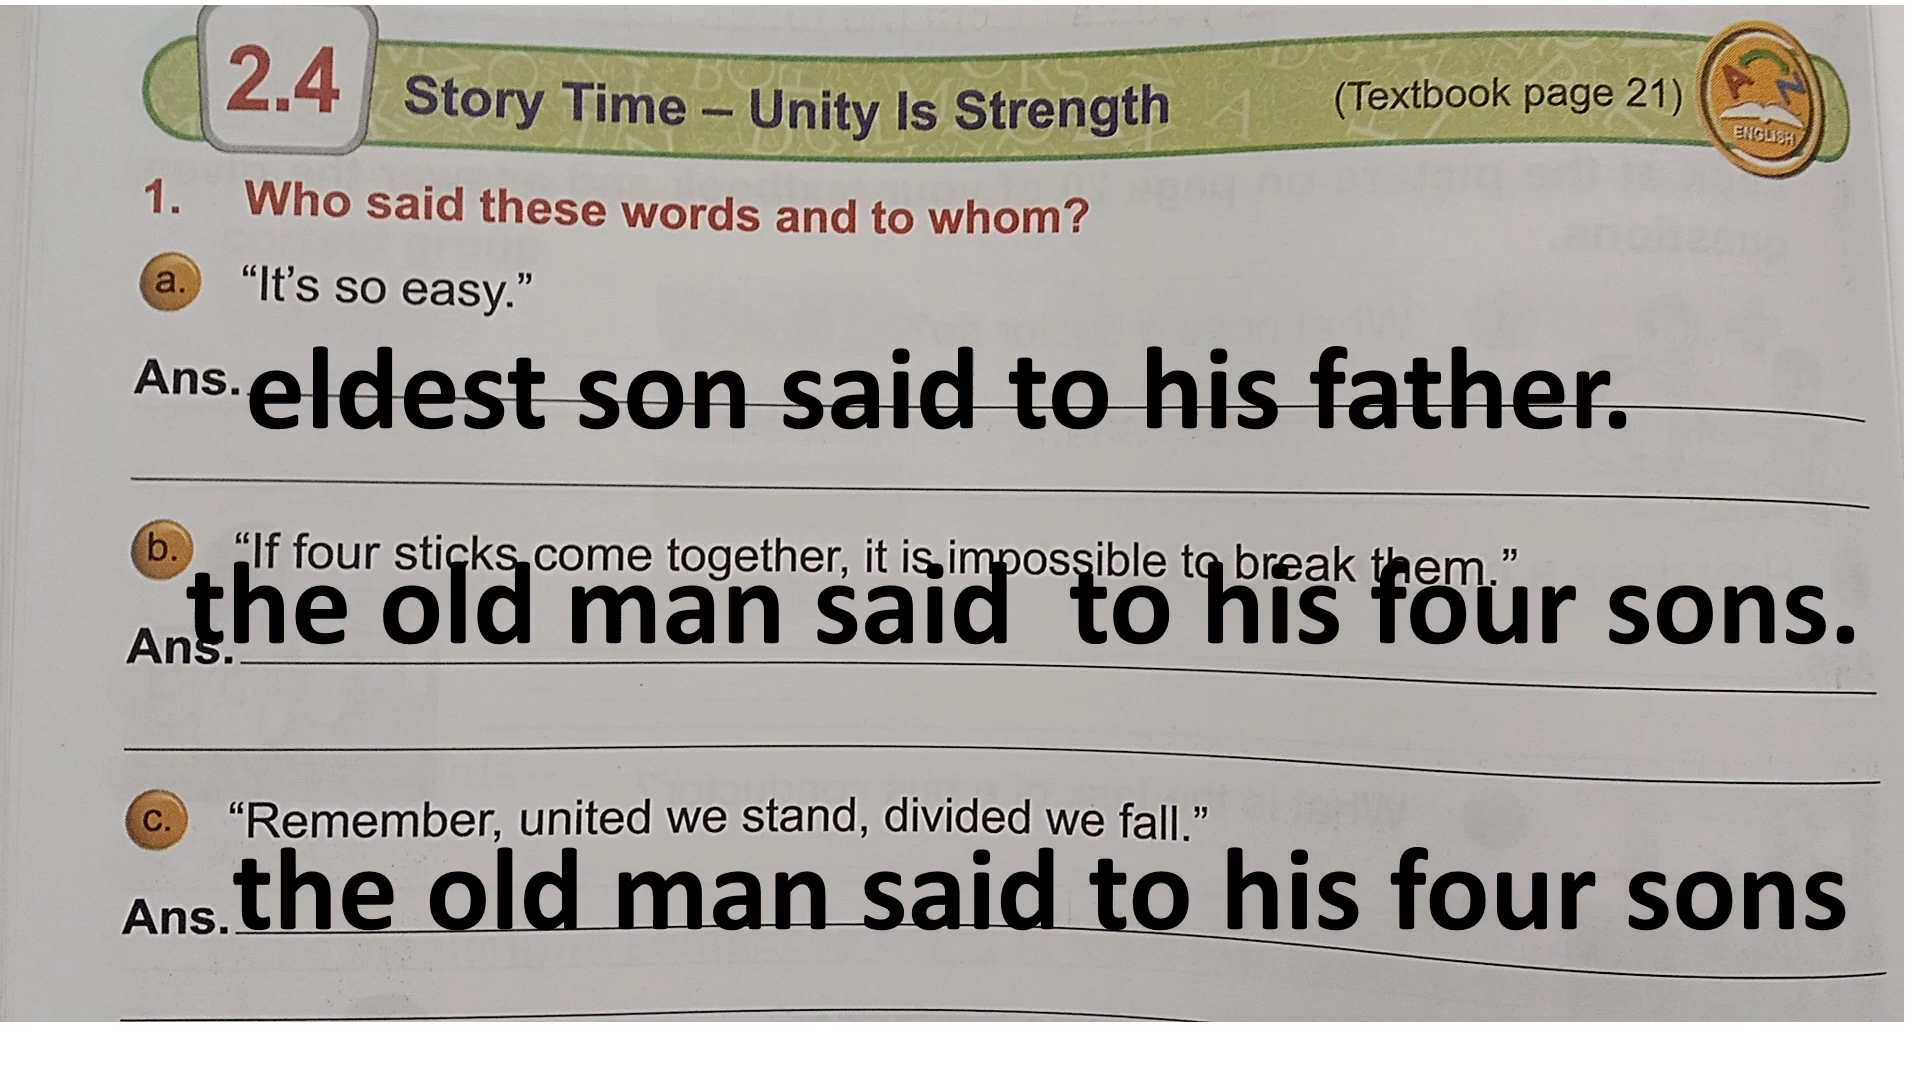 2.4 Story Time – Unity Is Strength (Textbook page 21)
A Z
ENGLISH
1. Who said these words and to whom?
a. “It’s so easy.”
Ans. eldest son said to his father.
b. “If four sticks come together, it is impossible to break them.”
Ans. the old man said to his four sons.
c. “Remember, united we stand, divided we fall.”
Ans. the old man said to his four sons